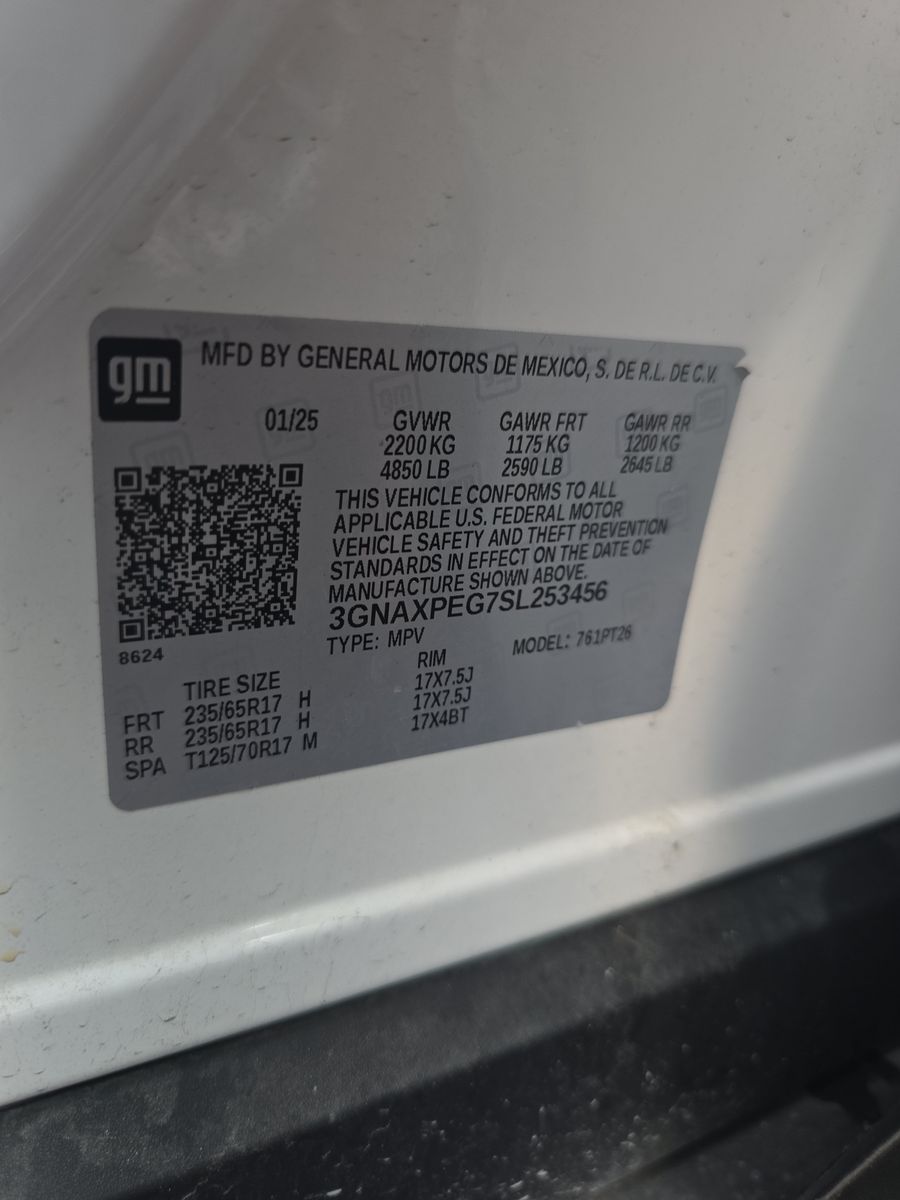 gm
MFD BY GENERAL MOTORS DE MEXICO, S. DE R.L. DE C.V.
01/25 GVWR GAWR FRT GAWR RR
2200 KG 1175 KG 1200 KG
4850 LB 2590 LB 2645 LB
THIS VEHICLE CONFORMS TO ALL
APPLICABLE U.S. FEDERAL MOTOR
VEHICLE SAFETY AND THEFT PREVENTION
STANDARDS IN EFFECT ON THE DATE OF
MANUFACTURE SHOWN ABOVE.
3GNAXPEG7SL253456
TYPE: MPV MODEL: 761PT26
8624
TIRE SIZE RIM
FRT 235/65R17 H 17X7.5J
RR 235/65R17 H 17X7.5J
SPA T125/70R17 M 17X4BT